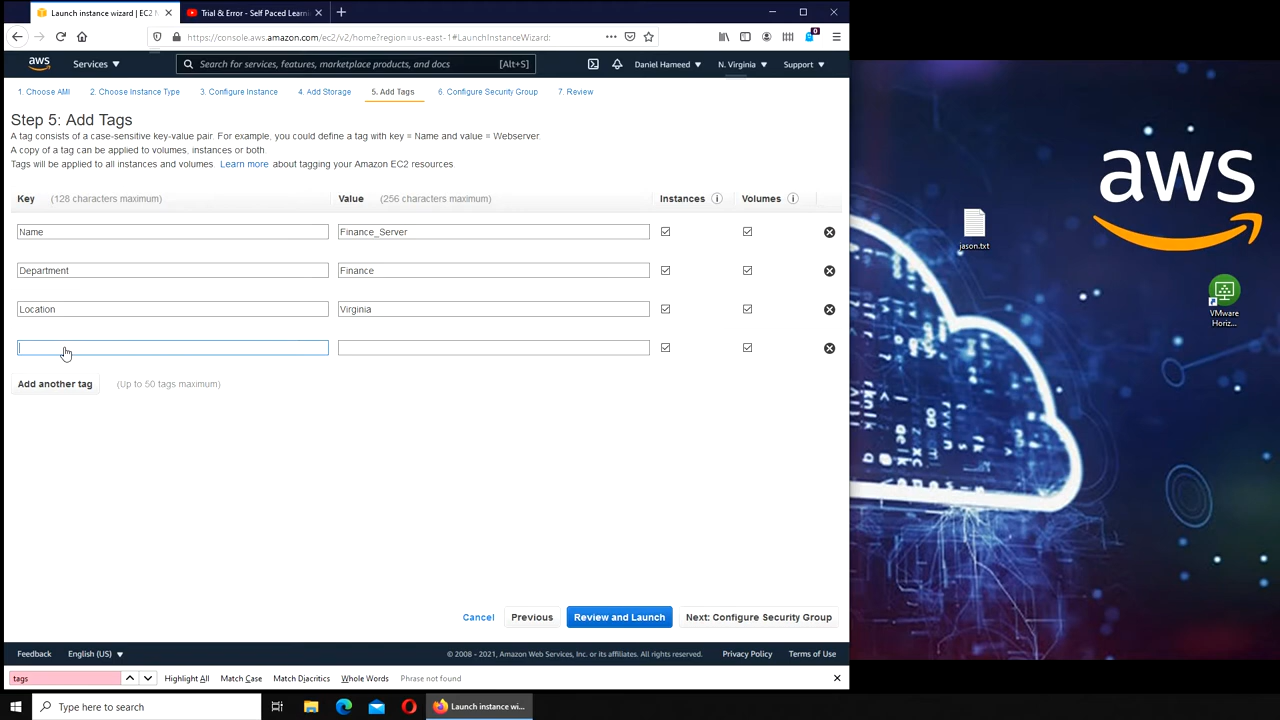 Launch instance wizard | EC2 M
Trial & Error - Self Paced Learni
https://console.aws.amazon.com/ec2/v2/home?region=us-east-1#LaunchInstanceWizard:
0
aws
Services
Search for services, features, marketplace products, and docs
[Alt+S]
Daniel Hameed
N. Virginia
Support
1. Choose AMI
2. Choose Instance Type
3. Configure Instance
4. Add Storage
5. Add Tags
6. Configure Security Group
7. Review
Step 5: Add Tags
A tag consists of a case-sensitive key-value pair. For example, you could define a tag with key = Name and value = Webserver.
A copy of a tag can be applied to volumes, instances or both.
Tags will be applied to all instances and volumes. Learn more about tagging your Amazon EC2 resources.
Key (128 characters maximum)
Value (256 characters maximum)
Instances
Volumes
Name
Finance_Server
Department
Finance
Location
Virginia
Add another tag
(Up to 50 tags maximum)
Cancel
Previous
Review and Launch
Next: Configure Security Group
Feedback
English (US)
© 2008 - 2021, Amazon Web Services, Inc. or its affiliates. All rights reserved.
Privacy Policy
Terms of Use
tags
Highlight All
Match Case
Match Diacritics
Whole Words
Phrase not found
Type here to search
Launch instance wi...
aws
jason.txt
VMware
Horiz...